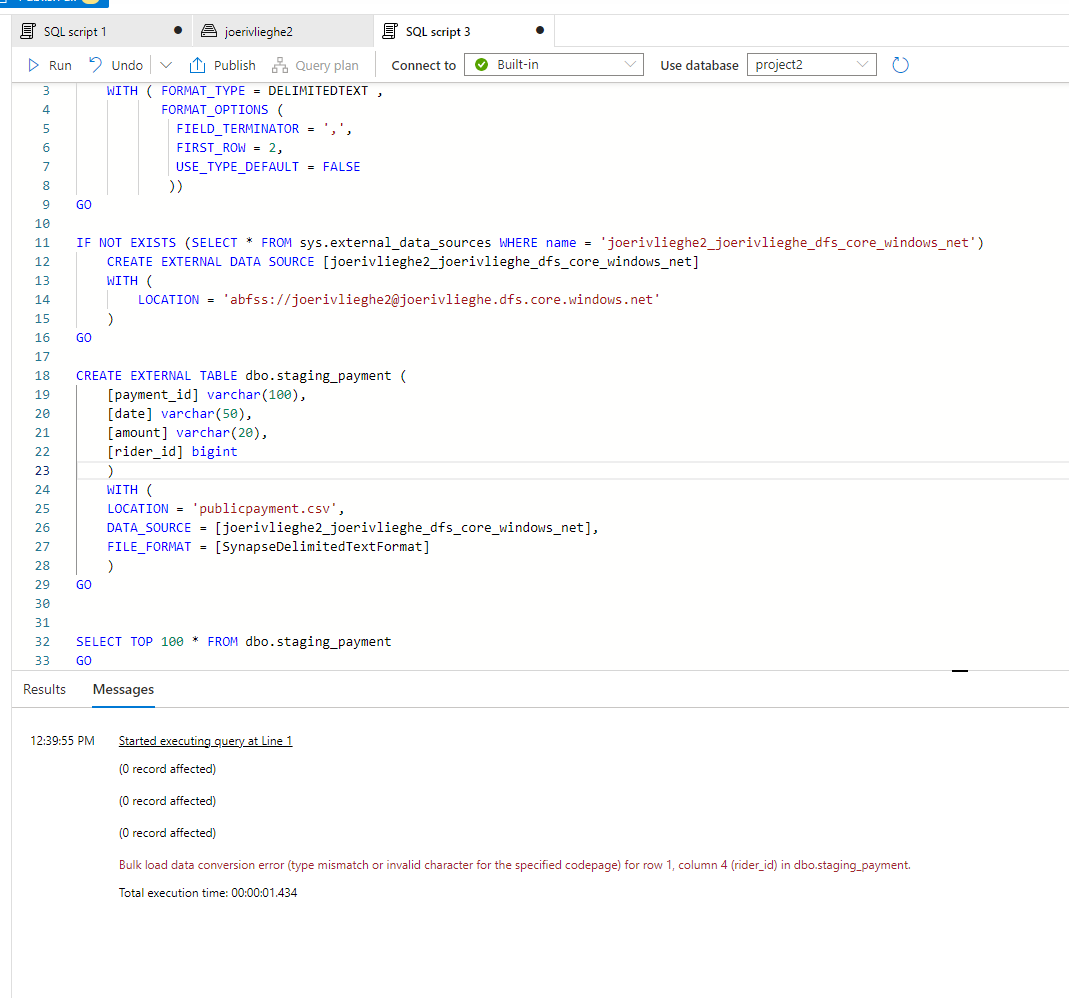 SQL script 1
joerivlieghe2
SQL script 3
Run
Undo
Publish
Query plan
Connect to
Built-in
Use database
project2
3 WITH ( FORMAT_TYPE = DELIMITEDTEXT ,
4 FORMAT_OPTIONS (
5 FIELD_TERMINATOR = ',',
6 FIRST_ROW = 2,
7 USE_TYPE_DEFAULT = FALSE
8 ))
9 GO
10
11 IF NOT EXISTS (SELECT * FROM sys.external_data_sources WHERE name = 'joerivlieghe2_joerivlieghe_dfs_core_windows_net')
12 CREATE EXTERNAL DATA SOURCE [joerivlieghe2_joerivlieghe_dfs_core_windows_net]
13 WITH (
14 LOCATION = 'abfss://joerivlieghe2@joerivlieghe.dfs.core.windows.net'
15 )
16 GO
17
18 CREATE EXTERNAL TABLE dbo.staging_payment (
19 [payment_id] varchar(100),
20 [date] varchar(50),
21 [amount] varchar(20),
22 [rider_id] bigint
23 )
24 WITH (
25 LOCATION = 'publicpayment.csv',
26 DATA_SOURCE = [joerivlieghe2_joerivlieghe_dfs_core_windows_net],
27 FILE_FORMAT = [SynapseDelimitedTextFormat]
28 )
29 GO
30
31
32 SELECT TOP 100 * FROM dbo.staging_payment
33 GO
Results
Messages
12:39:55 PM Started executing query at Line 1
(0 record affected)
(0 record affected)
(0 record affected)
Bulk load data conversion error (type mismatch or invalid character for the specified codepage) for row 1, column 4 (rider_id) in dbo.staging_payment.
Total execution time: 00:00:01.434